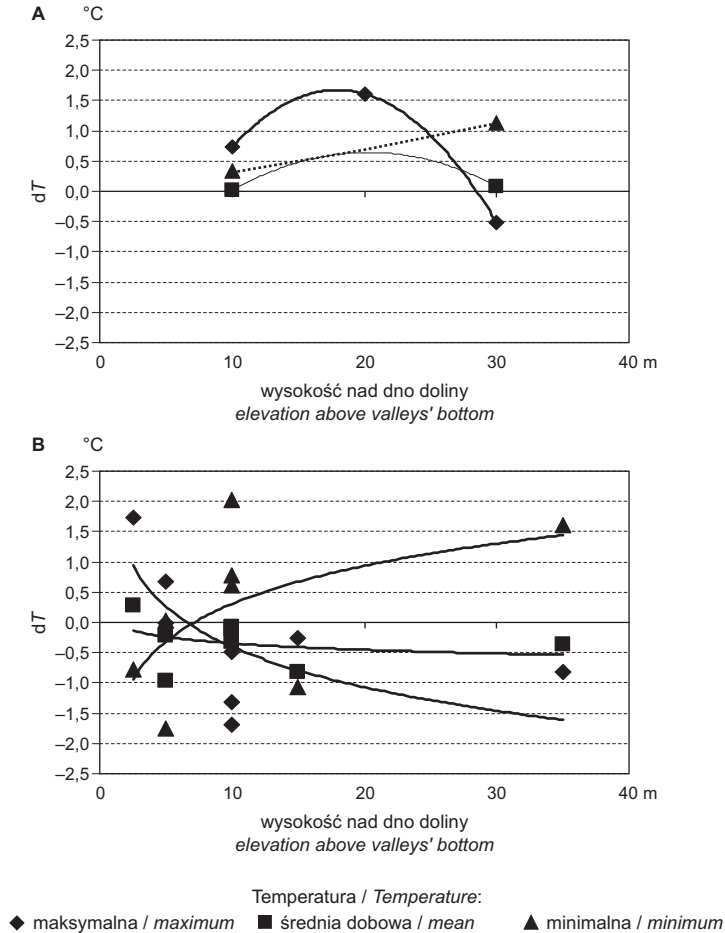 A °C
2,5
2,0
1,5
1,0
0,5
0,0
–0,5
–1,0
–1,5
–2,0
–2,5
dT
0 10 20 30 40 m
wysokość nad dno doliny
elevation above valleys' bottom
B °C
2,5
2,0
1,5
1,0
0,5
0,0
–0,5
–1,0
–1,5
–2,0
–2,5
dT
0 10 20 30 40 m
wysokość nad dno doliny
elevation above valleys' bottom
Temperatura / Temperature:
maksymalna / maximum średnia dobowa / mean minimalna / minimum